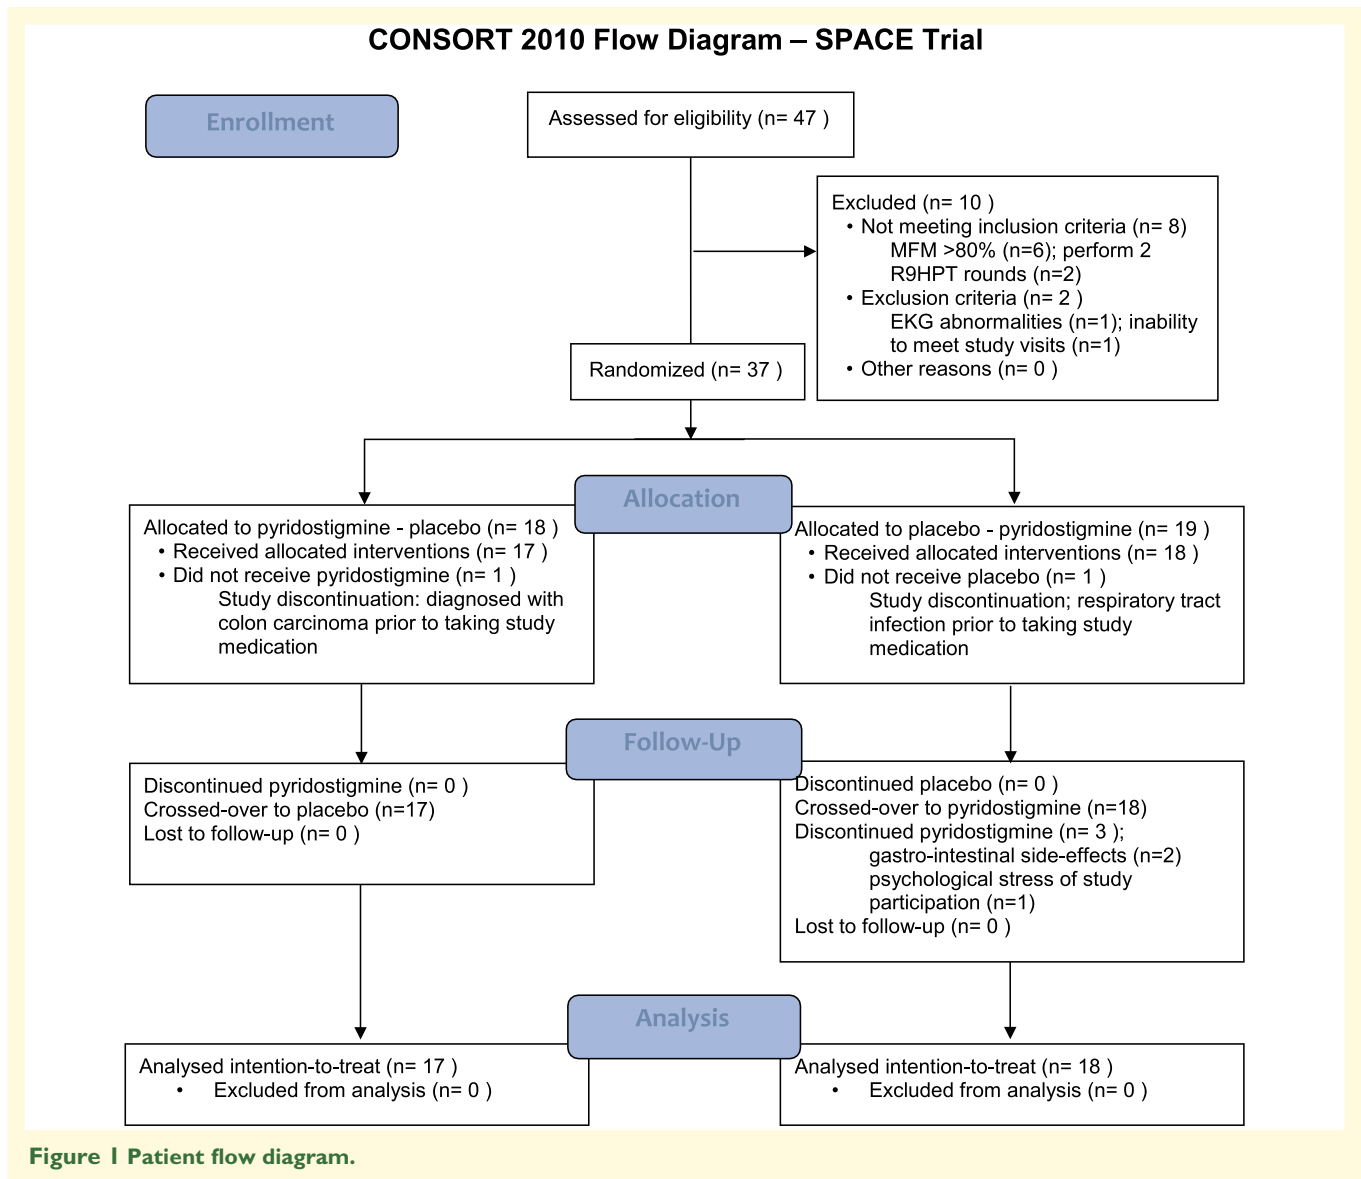 CONSORT 2010 Flow Diagram – SPACE Trial
Enrollment
Assessed for eligibility (n= 47 )
Excluded (n= 10 )
• Not meeting inclusion criteria (n= 8)
MFM >80% (n=6); perform 2
R9HPT rounds (n=2)
• Exclusion criteria (n= 2 )
EKG abnormalities (n=1); inability
to meet study visits (n=1)
• Other reasons (n= 0 )
Randomized (n= 37 )
Allocation
Allocated to pyridostigmine - placebo (n= 18 )
• Received allocated interventions (n= 17 )
• Did not receive pyridostigmine (n= 1 )
Study discontinuation: diagnosed with
colon carcinoma prior to taking study
medication
Allocated to placebo - pyridostigmine (n= 19 )
• Received allocated interventions (n= 18 )
• Did not receive placebo (n= 1 )
Study discontinuation; respiratory tract
infection prior to taking study
medication
Follow-Up
Discontinued pyridostigmine (n= 0 )
Crossed-over to placebo (n=17)
Lost to follow-up (n= 0 )
Discontinued placebo (n= 0 )
Crossed-over to pyridostigmine (n=18)
Discontinued pyridostigmine (n= 3 );
gastro-intestinal side-effects (n=2)
psychological stress of study
participation (n=1)
Lost to follow-up (n= 0 )
Analysis
Analysed intention-to-treat (n= 17 )
• Excluded from analysis (n= 0 )
Analysed intention-to-treat (n= 18 )
• Excluded from analysis (n= 0 )
Figure 1 Patient flow diagram.